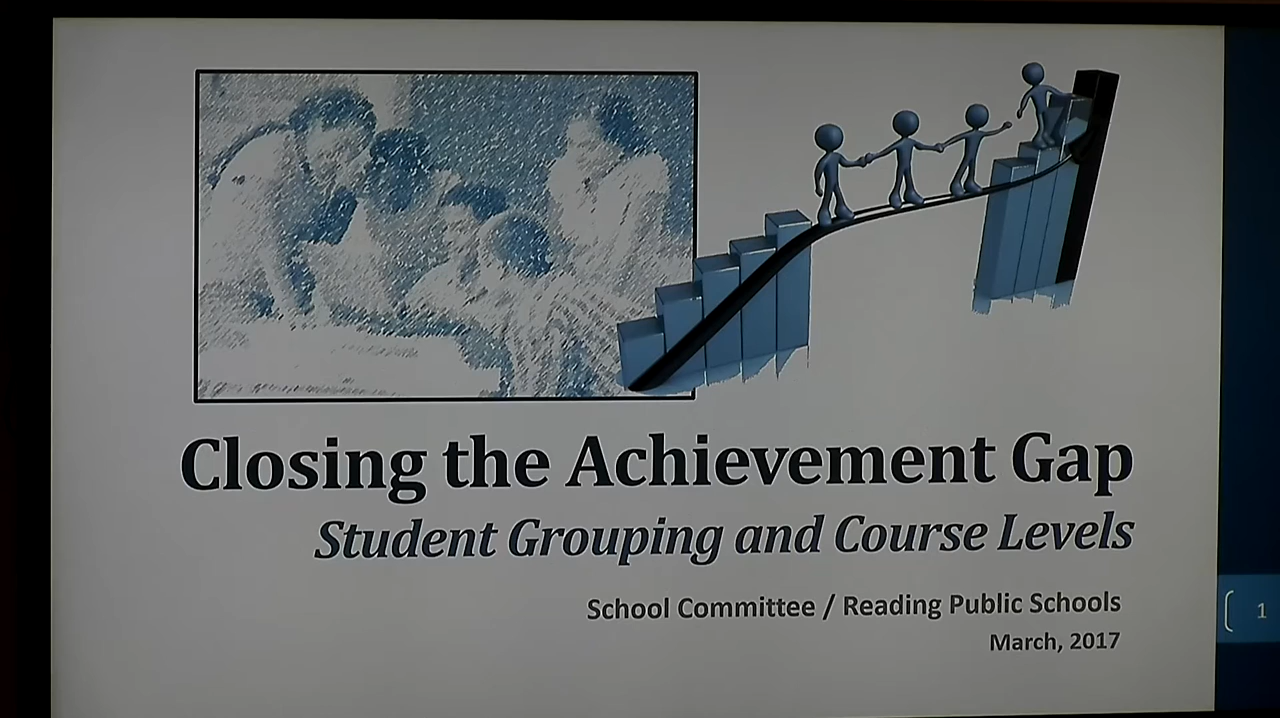 Closing the Achievement Gap
Student Grouping and Course Levels
School Committee / Reading Public Schools
March, 2017
1